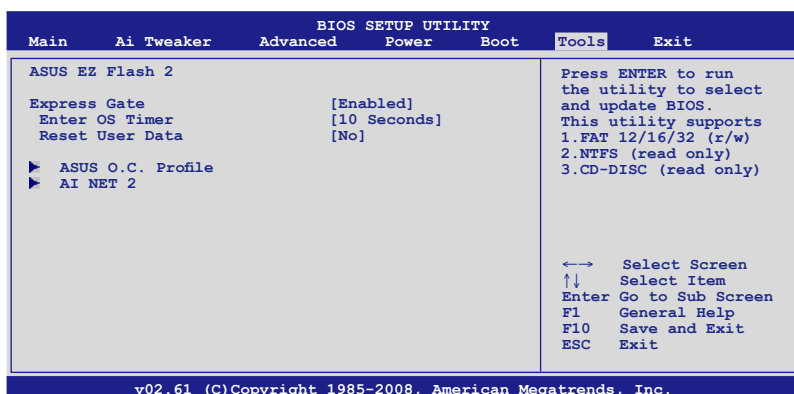 BIOS SETUP UTILITY
Main Ai Tweaker Advanced Power Boot Tools Exit
ASUS EZ Flash 2
Express Gate [Enabled]
Enter OS Timer [10 Seconds]
Reset User Data [No]
ASUS O.C. Profile
AI NET 2
Press ENTER to run
the utility to select
and update BIOS.
This utility supports
1.FAT 12/16/32 (r/w)
2.NTFS (read only)
3.CD-DISC (read only)
←→ Select Screen
↑↓ Select Item
Enter Go to Sub Screen
F1 General Help
F10 Save and Exit
ESC Exit
v02.61 (C)Copyright 1985-2008, American Megatrends, Inc.